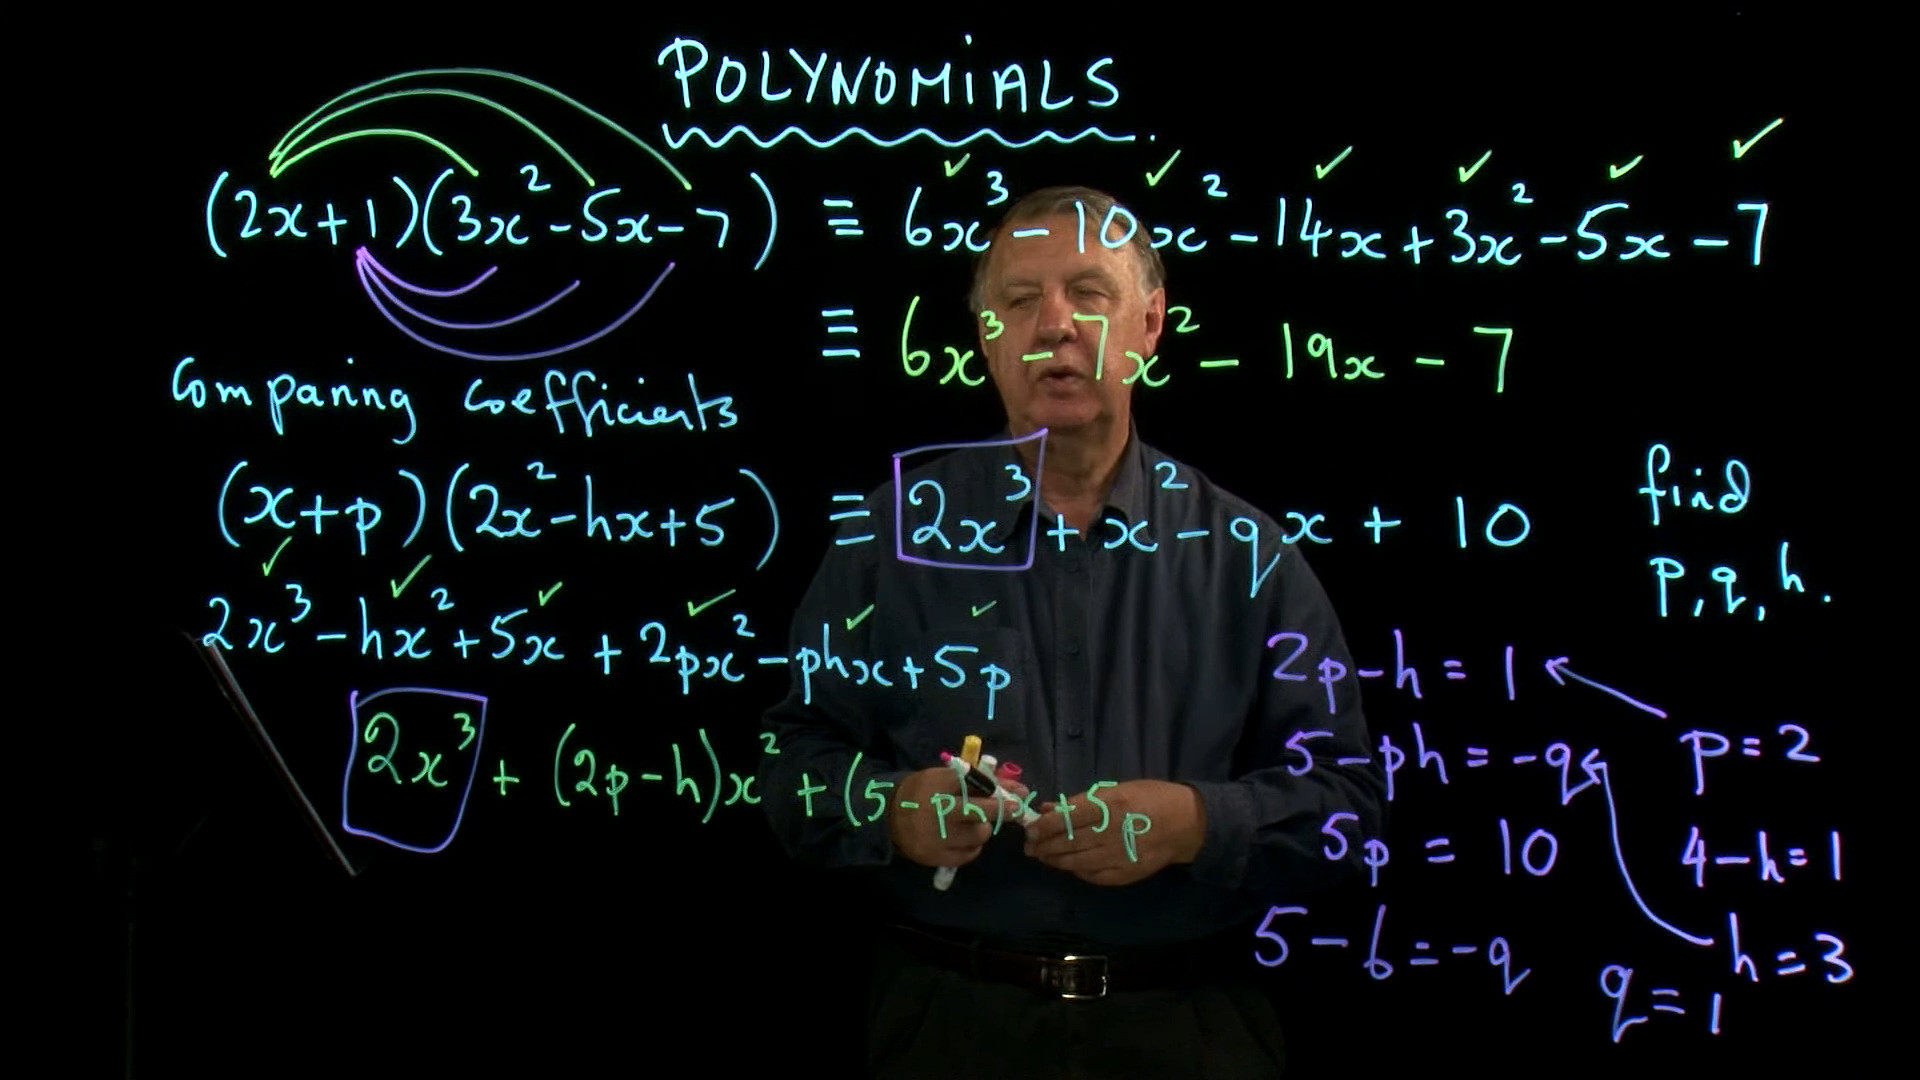 POLYNOMIALS
(2x+1)(3x²-5x-7) ≡ 6x³-10x²-14x+3x²-5x-7
≡ 6x³-7x²-19x-7
Comparing coefficients
(x+p)(2x²-hx+5) ≡ 2x³+x²-qx+10
find
p,q,h.
2x³-hx²+5x+2px²-phx+5p
2x³+(2p-h)x²+(5-ph)x+5p
2p-h=1
5-ph=-q
p=2
5p=10
4-h=1
5-6=-q
h=3
q=1